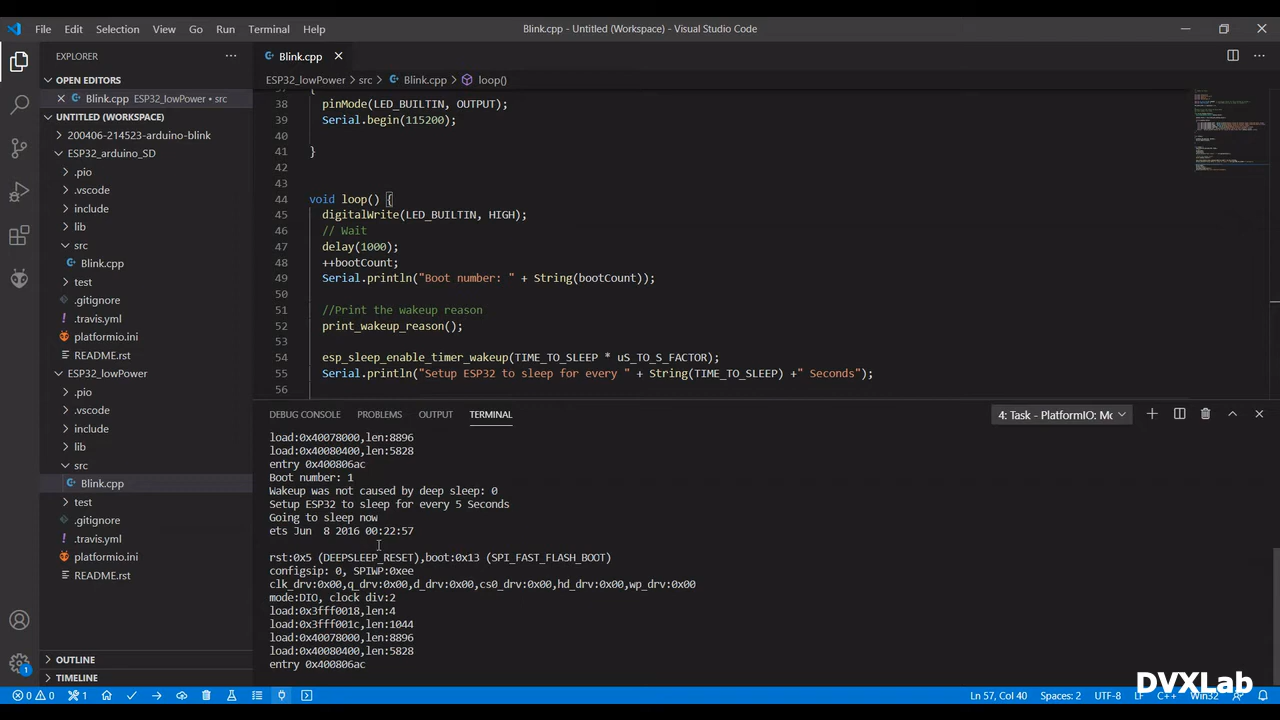 File Edit Selection View Go Run Terminal Help
Blink.cpp - Untitled (Workspace) - Visual Studio Code
EXPLORER
OPEN EDITORS
Blink.cpp ESP32_lowPower • src
UNTITLED (WORKSPACE)
200406-214523-arduino-blink
ESP32_arduino_SD
.pio
.vscode
include
lib
src
Blink.cpp
test
.gitignore
.travis.yml
platformio.ini
README.rst
ESP32_lowPower
.pio
.vscode
include
lib
src
Blink.cpp
test
.gitignore
.travis.yml
platformio.ini
README.rst
OUTLINE
TIMELINE
Blink.cpp
ESP32_lowPower > src > Blink.cpp > loop()
38 pinMode(LED_BUILTIN, OUTPUT);
39 Serial.begin(115200);
40
41 }
42
43
44 void loop() {
45 digitalWrite(LED_BUILTIN, HIGH);
46 // Wait
47 delay(1000);
48 ++bootCount;
49 Serial.println("Boot number: " + String(bootCount));
50
51 //Print the wakeup reason
52 print_wakeup_reason();
53
54 esp_sleep_enable_timer_wakeup(TIME_TO_SLEEP * uS_TO_S_FACTOR);
55 Serial.println("Setup ESP32 to sleep for every " + String(TIME_TO_SLEEP) +" Seconds");
56
DEBUG CONSOLE PROBLEMS OUTPUT TERMINAL
4: Task - PlatformIO: Mc
load:0x40078000,len:8896
load:0x40080400,len:5828
entry 0x400806ac
Boot number: 1
Wakeup was not caused by deep sleep: 0
Setup ESP32 to sleep for every 5 Seconds
Going to sleep now
ets Jun  8 2016 00:22:57
rst:0x5 (DEEPSLEEP_RESET),boot:0x13 (SPI_FAST_FLASH_BOOT)
configsip: 0, SPIWP:0xee
clk_drv:0x00,q_drv:0x00,d_drv:0x00,cs0_drv:0x00,hd_drv:0x00,wp_drv:0x00
mode:DIO, clock div:2
load:0x3fff0018,len:4
load:0x3fff001c,len:1044
load:0x40078000,len:8896
load:0x40080400,len:5828
entry 0x400806ac
1
0 0 1
Ln 57, Col 40 Spaces: 2 UTF-8 LF C++ Win32
DVXLab